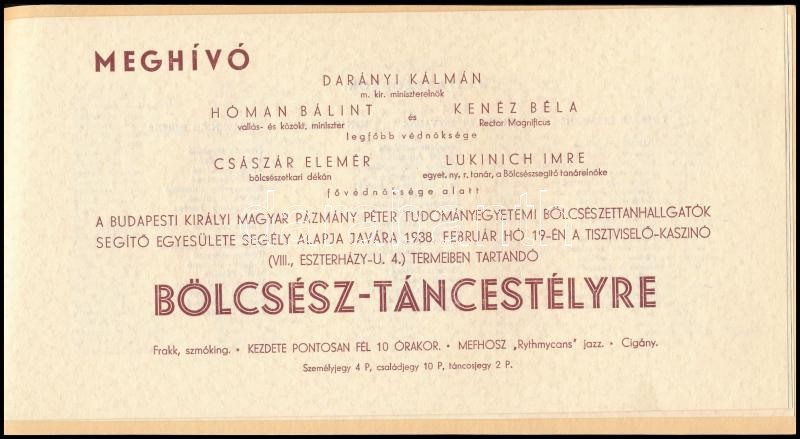 MEGHÍVÓ
DARÁNYI KÁLMÁN
m. kir. miniszterelnök
HÓMAN BÁLINT és KENÉZ BÉLA
vallás- és közokt. miniszter Rector Magnificus
legfőbb védnöksége
CSÁSZÁR ELEMÉR LUKINICH IMRE
bölcsészetkari dékán egyet. ny. r. tanár, a Bölcsészsegítő tanárelnöke
fővédnöksége alatt
A BUDAPESTI KIRÁLYI MAGYAR PÁZMÁNY PÉTER TUDOMÁNYEGYETEMI BÖLCSÉSZETTANHALLGATÓK
SEGÍTŐ EGYESÜLETE SEGÉLY ALAPJA JAVÁRA 1938. FEBRUÁR HÓ 19-ÉN A TISZTVISELŐ-KASZINÓ
(VIII., ESZTERHÁZY-U. 4.) TERMEIBEN TARTANDÓ
BÖLCSÉSZ-TÁNCESTÉLYRE
Frakk, szmóking. • KEZDETE PONTOSAN FÉL 10 ÓRAKOR. • MEFHOSZ „Rythmycans" jazz. • Cigány.
Személyjegy 4 P, családjegy 10 P, táncosjegy 2 P.